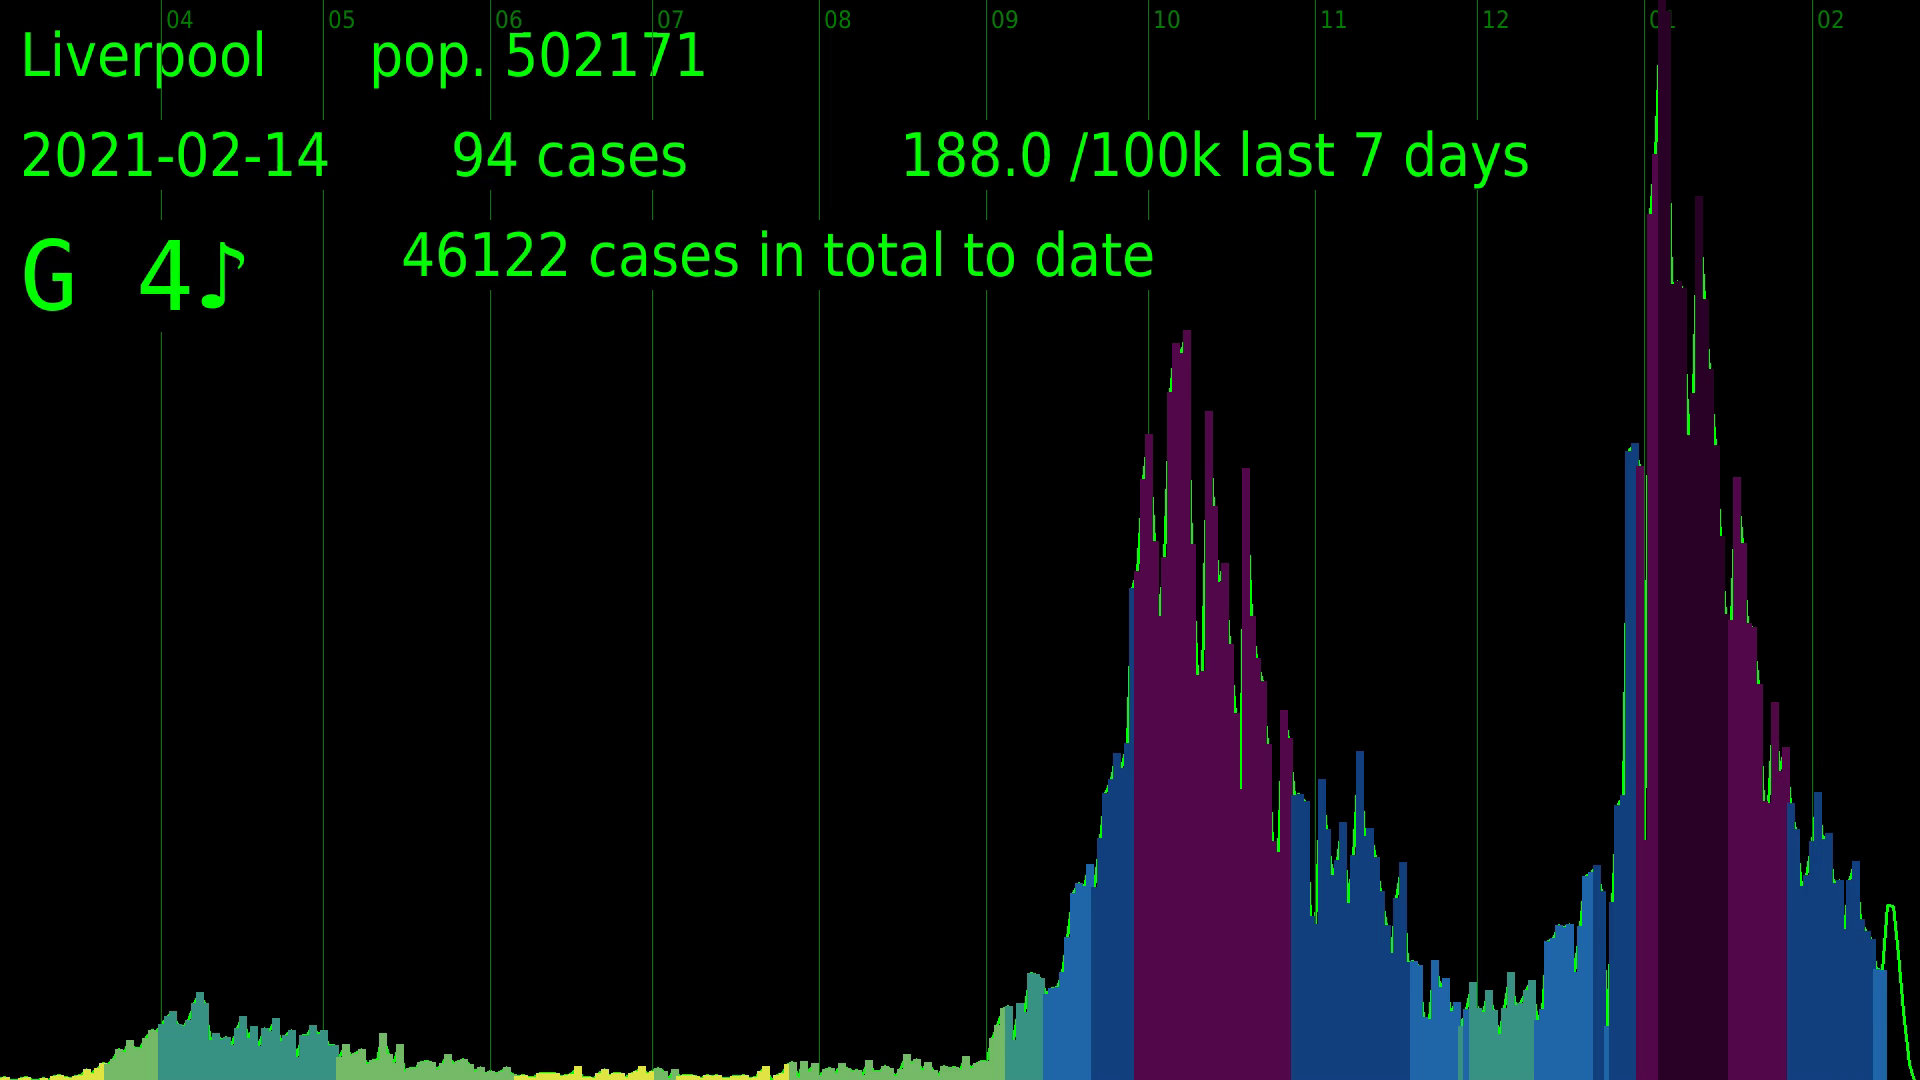 04 05 06 07 08 09 10 11 12 01 02
Liverpool pop. 502171
2021-02-14 94 cases 188.0 /100k last 7 days
G 4♪ 46122 cases in total to date